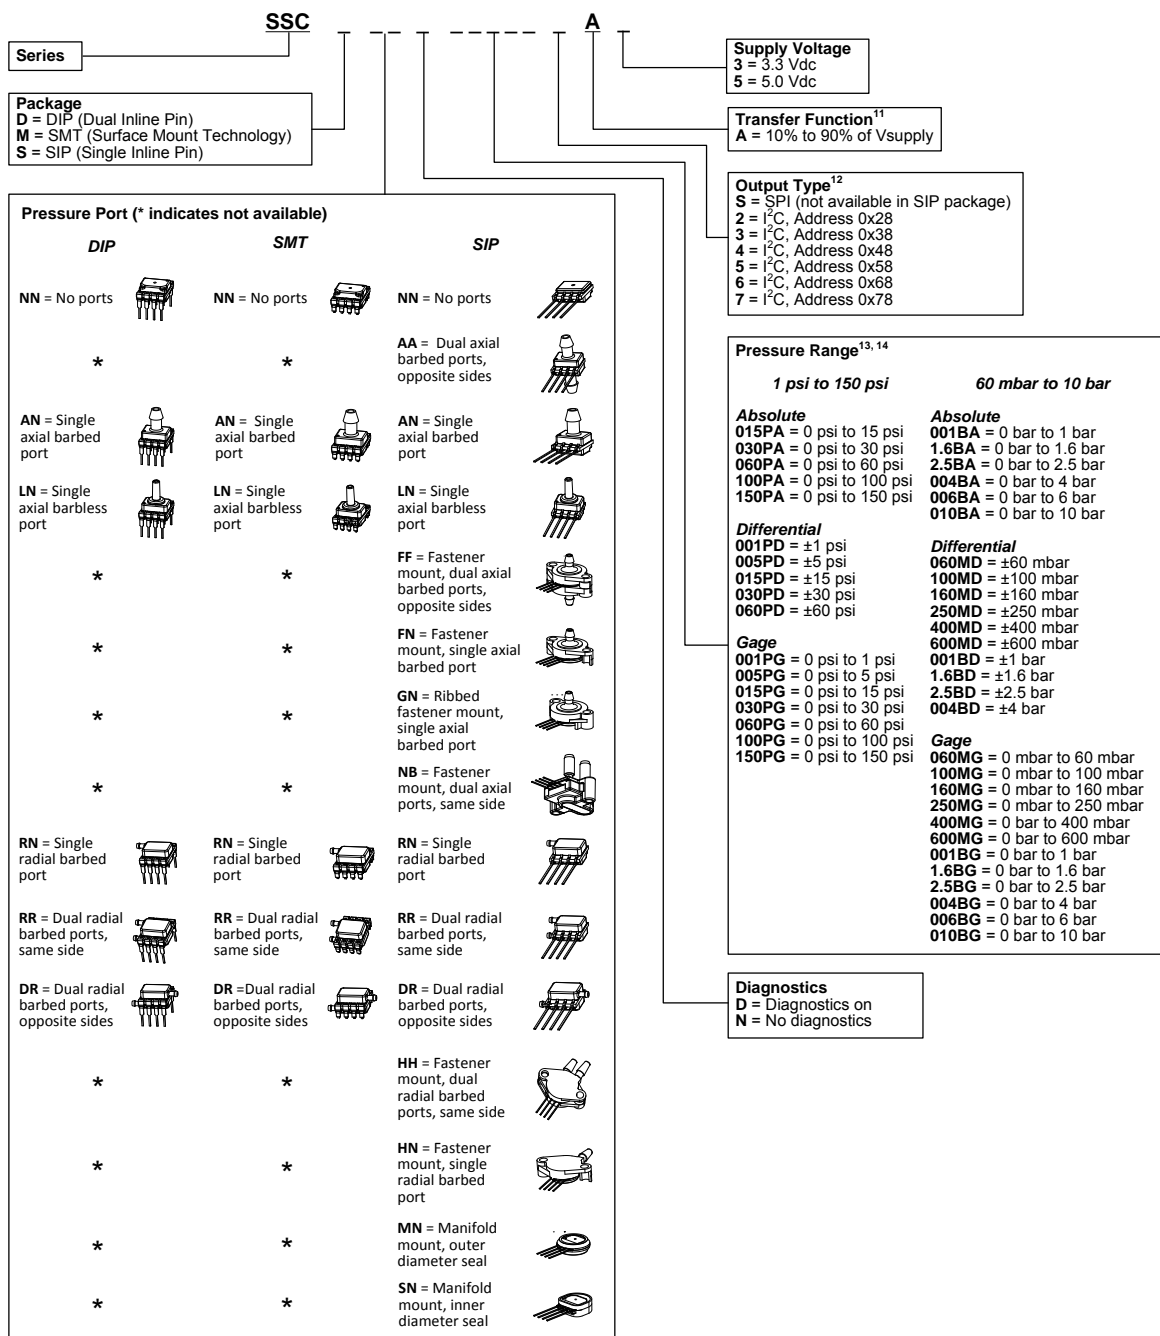 SSC _ _ _ _ _ _ _ _ _ _ A _
Series
Package
D = DIP (Dual Inline Pin)
M = SMT (Surface Mount Technology)
S = SIP (Single Inline Pin)
Supply Voltage
3 = 3.3 Vdc
5 = 5.0 Vdc
Transfer Function11
A = 10% to 90% of Vsupply
Output Type12
S = SPI (not available in SIP package)
2 = I2C, Address 0x28
3 = I2C, Address 0x38
4 = I2C, Address 0x48
5 = I2C, Address 0x58
6 = I2C, Address 0x68
7 = I2C, Address 0x78
Pressure Port (* indicates not available)
DIP SMT SIP
NN = No ports
NN = No ports
NN = No ports
*
*
AA = Dual axial
barbed ports,
opposite sides
AN = Single
axial barbed
port
AN = Single
axial barbed
port
AN = Single
axial barbed
port
LN = Single
axial barbless
port
LN = Single
axial barbless
port
LN = Single
axial barbless
port
*
*
FF = Fastener
mount, dual axial
barbed ports,
opposite sides
*
*
FN = Fastener
mount, single axial
barbed port
*
*
GN = Ribbed
fastener mount,
single axial
barbed port
*
*
NB = Fastener
mount, dual axial
ports, same side
RN = Single
radial barbed
port
RN = Single
radial barbed
port
RN = Single
radial barbed
port
RR = Dual radial
barbed ports,
same side
RR = Dual radial
barbed ports,
same side
RR = Dual radial
barbed ports,
same side
DR = Dual radial
barbed ports,
opposite sides
DR =Dual radial
barbed ports,
opposite sides
DR = Dual radial
barbed ports,
opposite sides
*
*
HH = Fastener
mount, dual
radial barbed
ports, same side
*
*
HN = Fastener
mount, single
radial barbed
port
*
*
MN = Manifold
mount, outer
diameter seal
*
*
SN = Manifold
mount, inner
diameter seal
Pressure Range13, 14
1 psi to 150 psi
Absolute
015PA = 0 psi to 15 psi
030PA = 0 psi to 30 psi
060PA = 0 psi to 60 psi
100PA = 0 psi to 100 psi
150PA = 0 psi to 150 psi
Differential
001PD = ±1 psi
005PD = ±5 psi
015PD = ±15 psi
030PD = ±30 psi
060PD = ±60 psi
Gage
001PG = 0 psi to 1 psi
005PG = 0 psi to 5 psi
015PG = 0 psi to 15 psi
030PG = 0 psi to 30 psi
060PG = 0 psi to 60 psi
100PG = 0 psi to 100 psi
150PG = 0 psi to 150 psi
60 mbar to 10 bar
Absolute
001BA = 0 bar to 1 bar
1.6BA = 0 bar to 1.6 bar
2.5BA = 0 bar to 2.5 bar
004BA = 0 bar to 4 bar
006BA = 0 bar to 6 bar
010BA = 0 bar to 10 bar
Differential
060MD = ±60 mbar
100MD = ±100 mbar
160MD = ±160 mbar
250MD = ±250 mbar
400MD = ±400 mbar
600MD = ±600 mbar
001BD = ±1 bar
1.6BD = ±1.6 bar
2.5BD = ±2.5 bar
004BD = ±4 bar
Gage
060MG = 0 mbar to 60 mbar
100MG = 0 mbar to 100 mbar
160MG = 0 mbar to 160 mbar
250MG = 0 mbar to 250 mbar
400MG = 0 bar to 400 mbar
600MG = 0 bar to 600 mbar
001BG = 0 bar to 1 bar
1.6BG = 0 bar to 1.6 bar
2.5BG = 0 bar to 2.5 bar
004BG = 0 bar to 4 bar
006BG = 0 bar to 6 bar
010BG = 0 bar to 10 bar
Diagnostics
D = Diagnostics on
N = No diagnostics